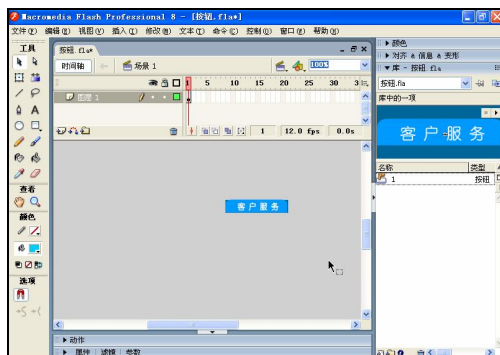 Macromedia Flash Professional 8 - [按钮.fla*]
文件(F) 编辑(E) 视图(V) 插入(I) 文本(T) 命令(C) 控制(O) 窗口(W) 帮助(H)
工具
按钮.fla*
时间轴 场景 1 100%
1 5 10 15 20 25 30 3
图层 1
1 12.0 fps 0.0s
查看
颜色
选项
客户服务
动作
属性 滤镜 参数
颜色
对齐 & 信息 & 变形
库 - 按钮.fla
按钮.fla
库中的一项
客户服务
名称 类型
1 按钮